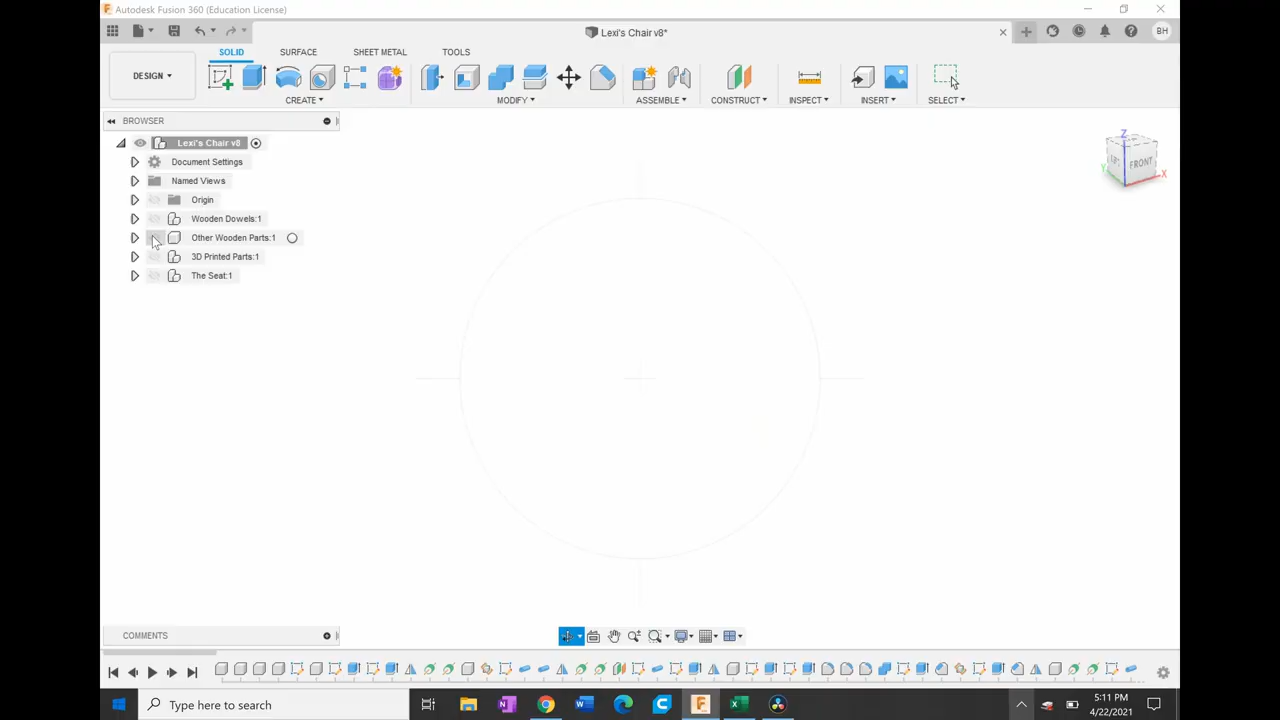 Autodesk Fusion 360 (Education License)
Lexi's Chair v8*
BH
DESIGN
SOLID
SURFACE
SHEET METAL
TOOLS
CREATE
MODIFY
ASSEMBLE
CONSTRUCT
INSPECT
INSERT
SELECT
BROWSER
Lexi's Chair v8
Document Settings
Named Views
Origin
Wooden Dowels:1
Other Wooden Parts:1
3D Printed Parts:1
The Seat:1
Z
Y
X
FRONT
COMMENTS
Type here to search
5:11 PM
4/22/2021